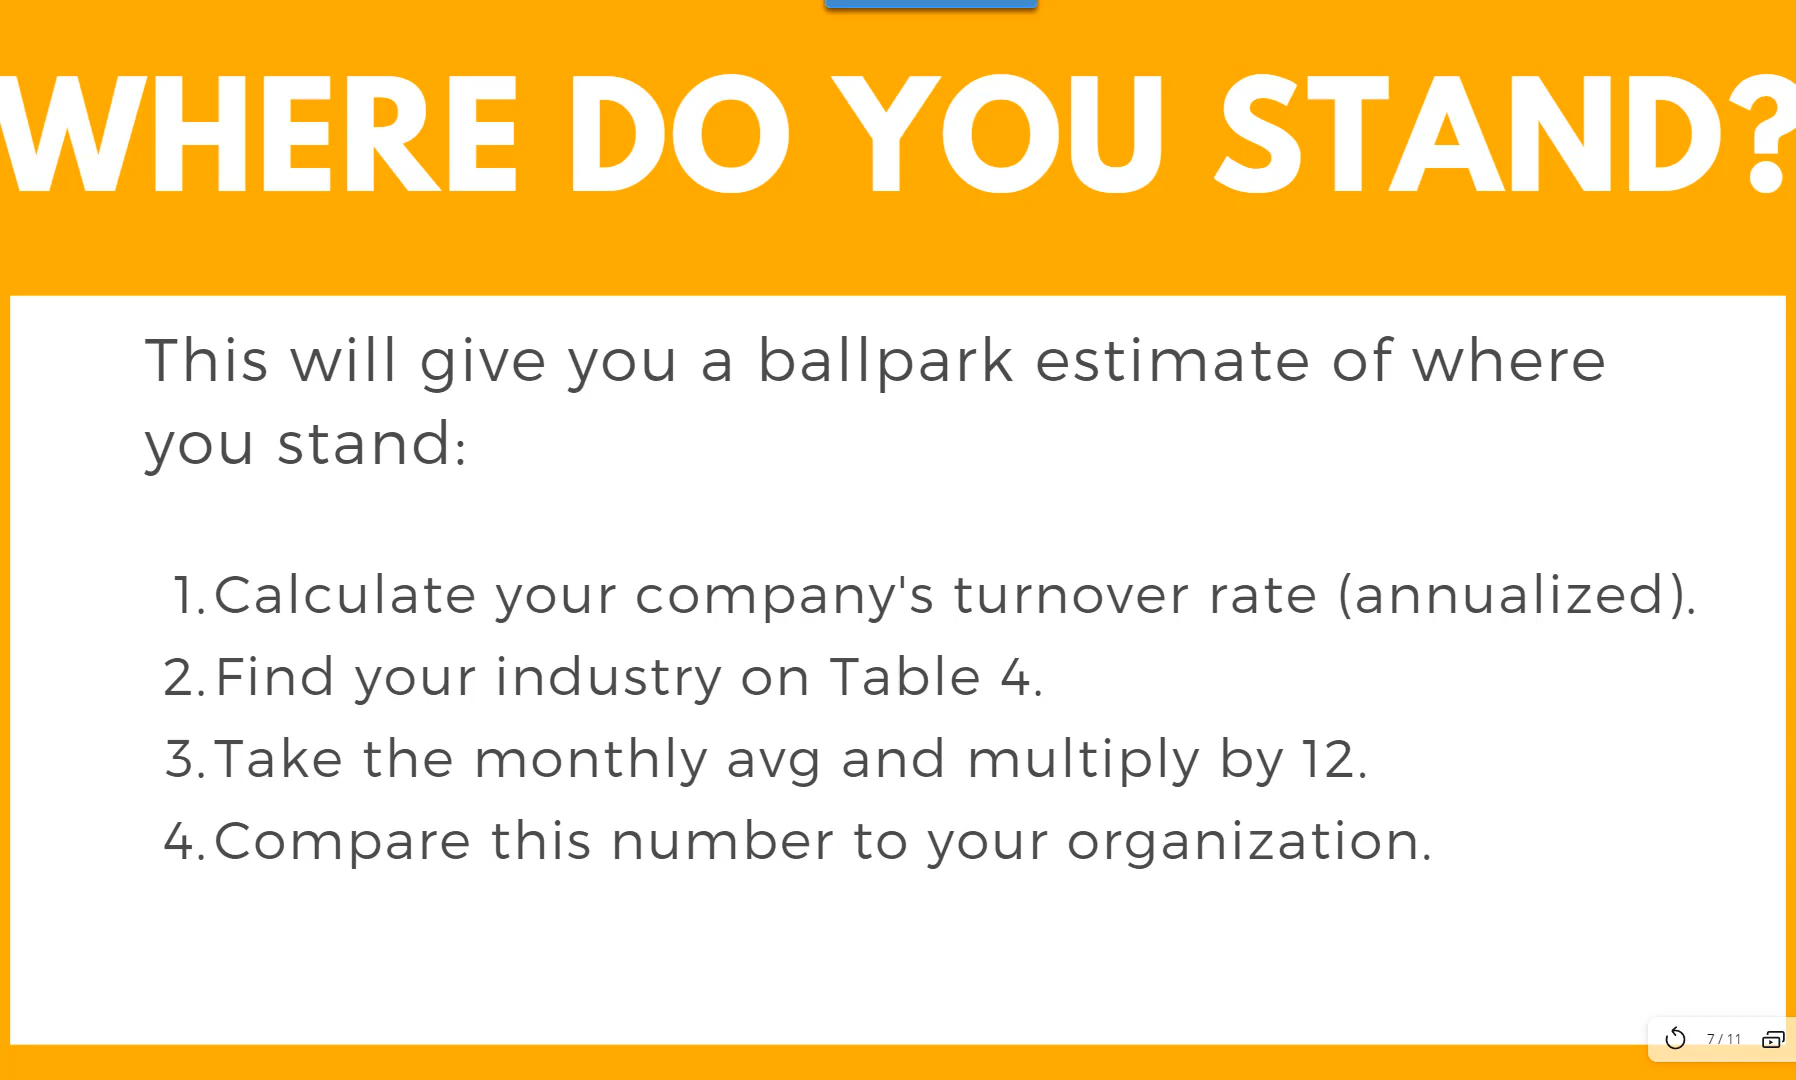 WHERE DO YOU STAND?
This will give you a ballpark estimate of where
you stand:
1. Calculate your company's turnover rate (annualized).
2. Find your industry on Table 4.
3. Take the monthly avg and multiply by 12.
4. Compare this number to your organization.
7 / 11